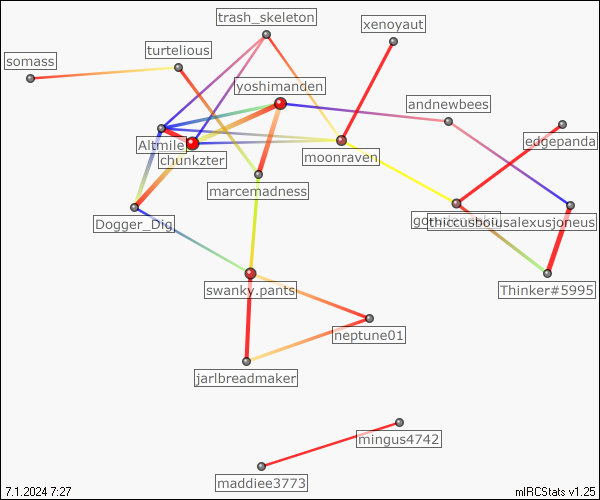 trash_skeleton
xenoyaut
turtelious
somass
yoshimanden
andnewbees
edgepanda
Altmile
chunkzter
moonraven
marcemadness
thiccusboiusalexusjoneus
Dogger_Dig
swanky.pants
Thinker#5995
neptune01
jarlbreadmaker
mingus4742
maddiee3773
7.1.2024 7:27
mIRCStats v1.25